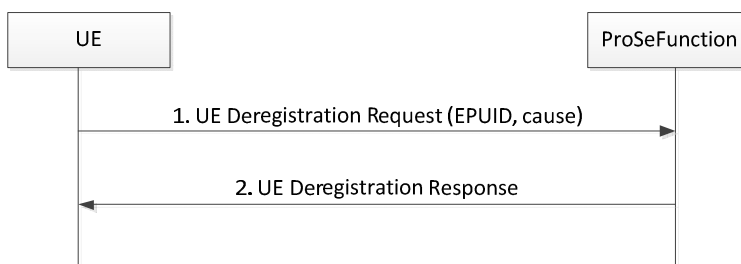 UE
ProSeFunction
1. UE Deregistration Request (EPUID, cause)
2. UE Deregistration Response